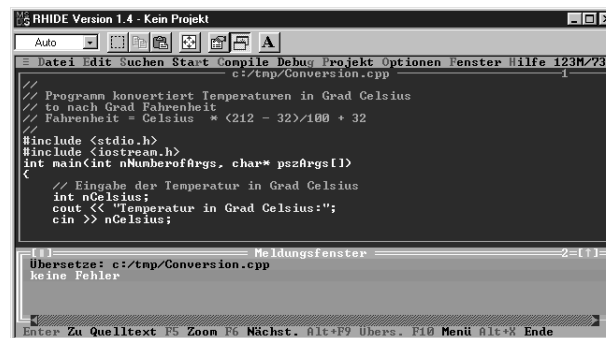 RHIDE Version 1.4 - Kein Projekt
Auto A
Datei Edit Suchen Start Compile Debug Projekt Optionen Fenster Hilfe 123M/73
c:/tmp/Conversion.cpp 1
//
// Programm konvertiert Temperaturen in Grad Celsius
// to nach Grad Fahrenheit
// Fahrenheit = Celsius * (212 - 32)/100 + 32
//
#include <stdio.h>
#include <iostream.h>
int main(int nNumberofArgs, char* pszArgs[])
{
// Eingabe der Temperatur in Grad Celsius
int nCelsius;
cout << "Temperatur in Grad Celsius:";
cin >> nCelsius;
Meldungsfenster 2=[↑]
Übersetze: c:/tmp/Conversion.cpp
keine Fehler
Enter Zu Quelltext F5 Zoom F6 Nächst. Alt+F9 Übers. F10 Menü Alt+X Ende